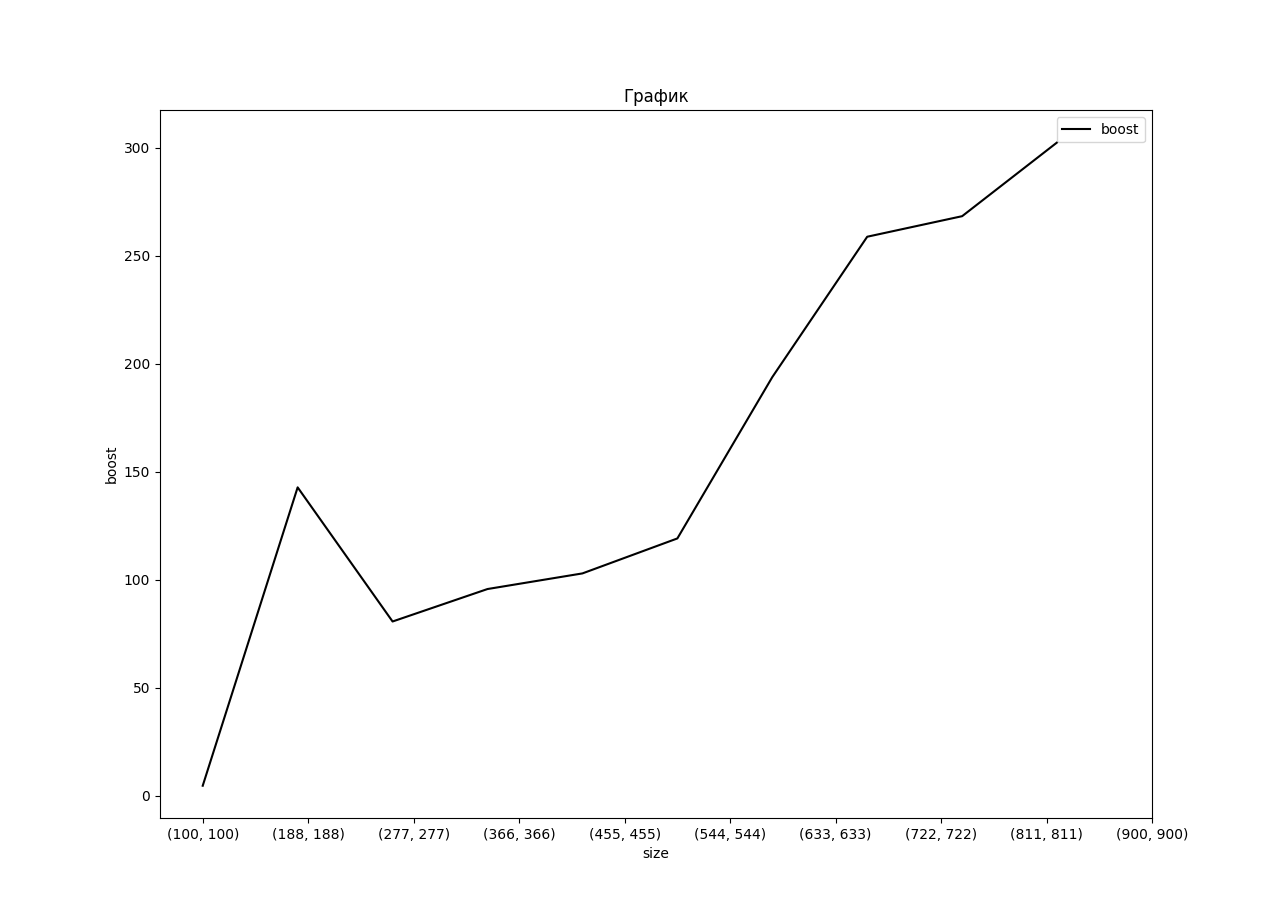 График
boost
300
250
200
150
100
50
0
boost
(100, 100) (188, 188) (277, 277) (366, 366) (455, 455) (544, 544) (633, 633) (722, 722) (811, 811) (900, 900)
size